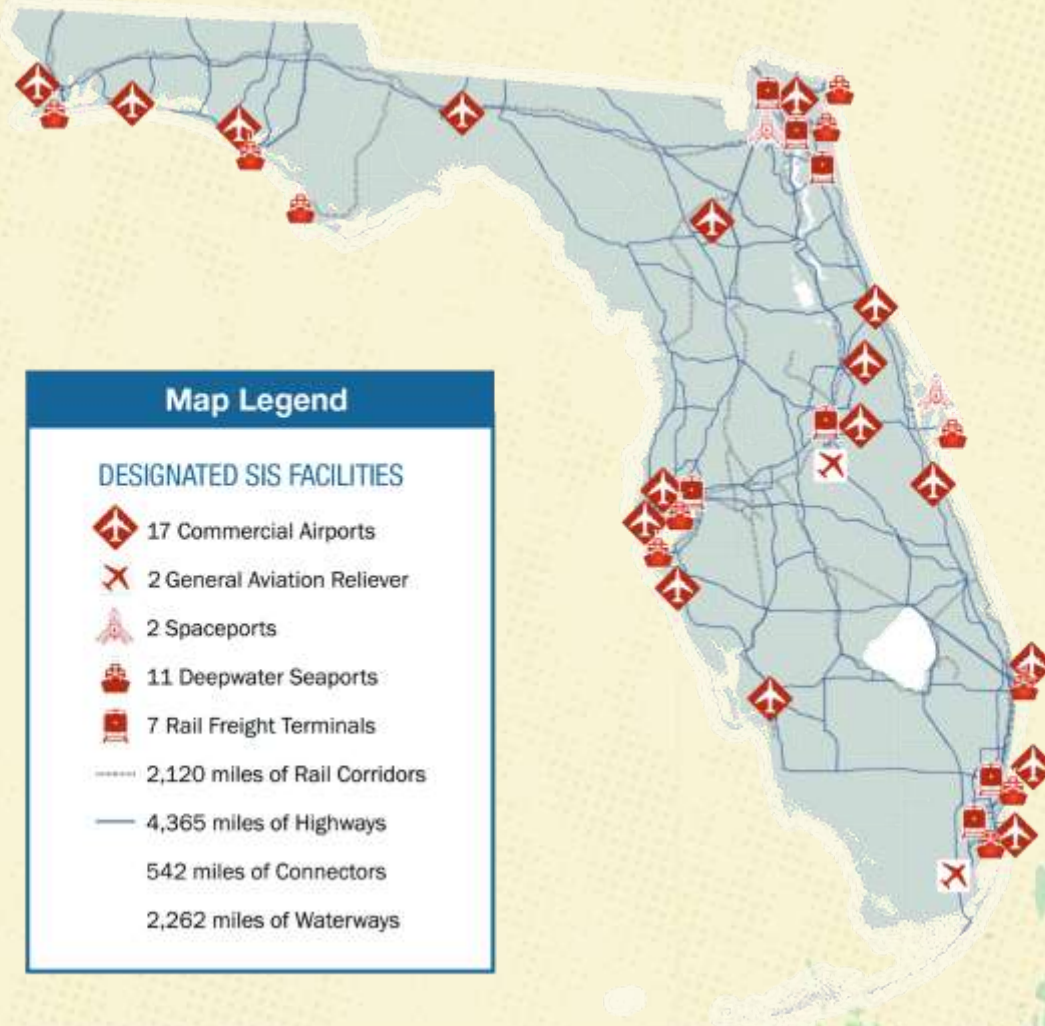 Map Legend
DESIGNATED SIS FACILITIES
17 Commercial Airports
2 General Aviation Reliever
2 Spaceports
11 Deepwater Seaports
7 Rail Freight Terminals
2,120 miles of Rail Corridors
4,365 miles of Highways
542 miles of Connectors
2,262 miles of Waterways